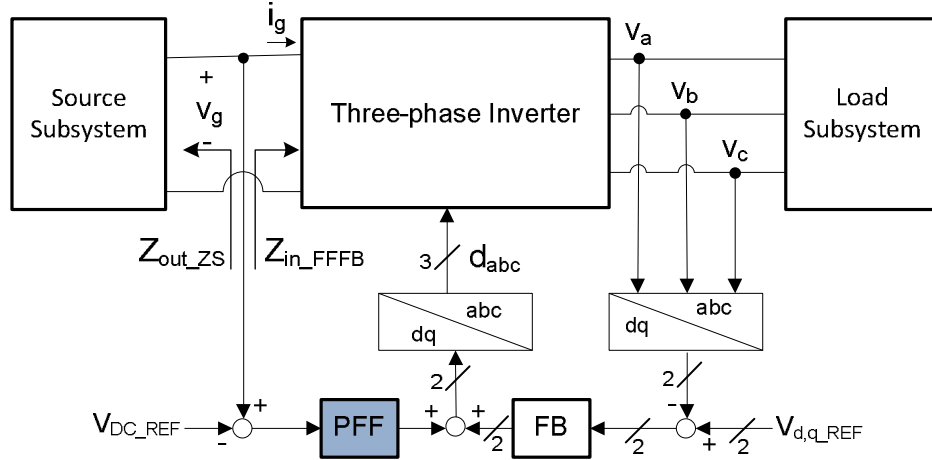 i_g
Source
Subsystem
+
v_g
-
Three-phase Inverter
v_a
v_b
v_c
Load
Subsystem
Z_out_ZS
Z_in_FFFB
3
d_abc
abc
dq
abc
dq
2
2
-
+
V_DC_REF
-
PFF
+
+
2
FB
2
+
2
V_d,q_REF